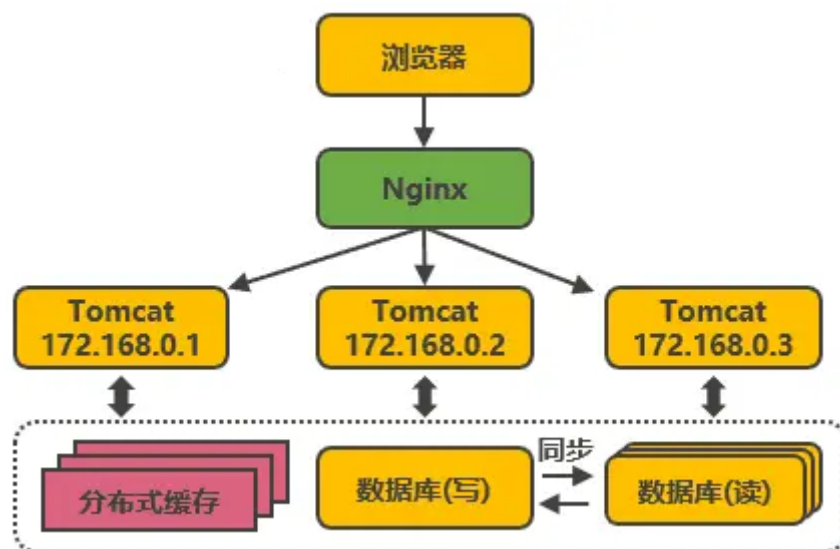 浏览器
Nginx
Tomcat
172.168.0.1
Tomcat
172.168.0.2
Tomcat
172.168.0.3
分布式缓存
数据库(写)
同步
数据库(读)